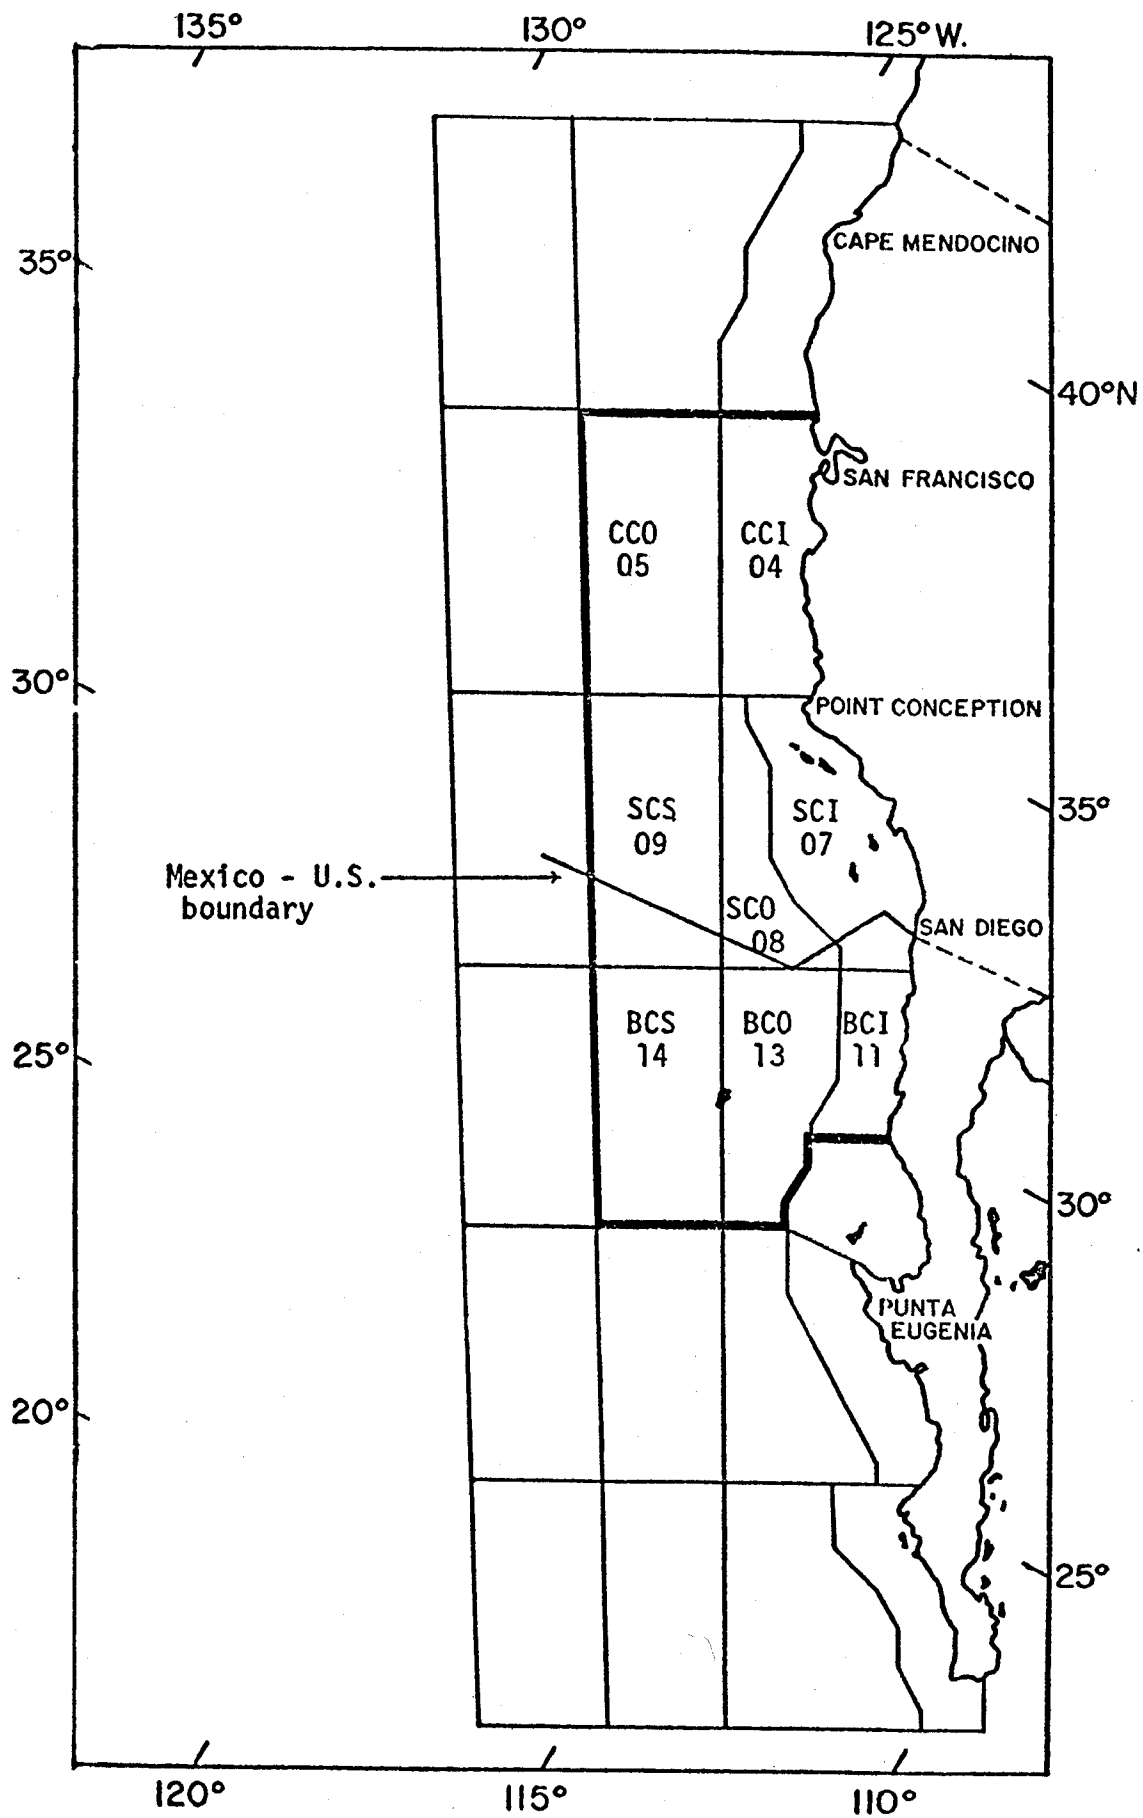 135°
130°
125°W.
CAPE MENDOCINO
35°
40°N
SAN FRANCISCO
CCO
05
CCI
04
30°
POINT CONCEPTION
SCS
09
SCI
07
35°
Mexico - U.S.
boundary
SCO
08
SAN DIEGO
BCS
14
BCO
13
BCI
11
25°
30°
PUNTA
EUGENIA
20°
25°
120°
115°
110°